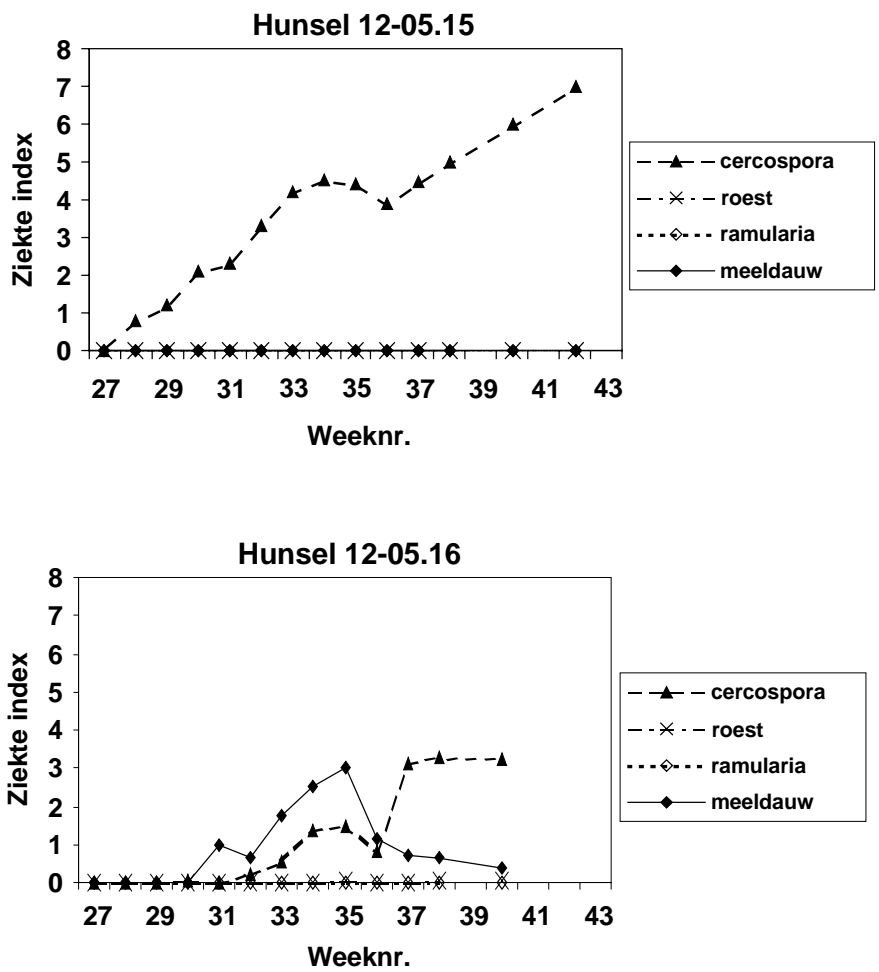 Hunsel 12-05.15
8
7
6
5
4
3
2
1
0
Ziekte index
27 29 31 33 35 37 39 41 43
Weeknr.
cercospora
roest
ramularia
meeldauw
Hunsel 12-05.16
8
7
6
5
4
3
2
1
0
Ziekte index
27 29 31 33 35 37 39 41 43
Weeknr.
cercospora
roest
ramularia
meeldauw